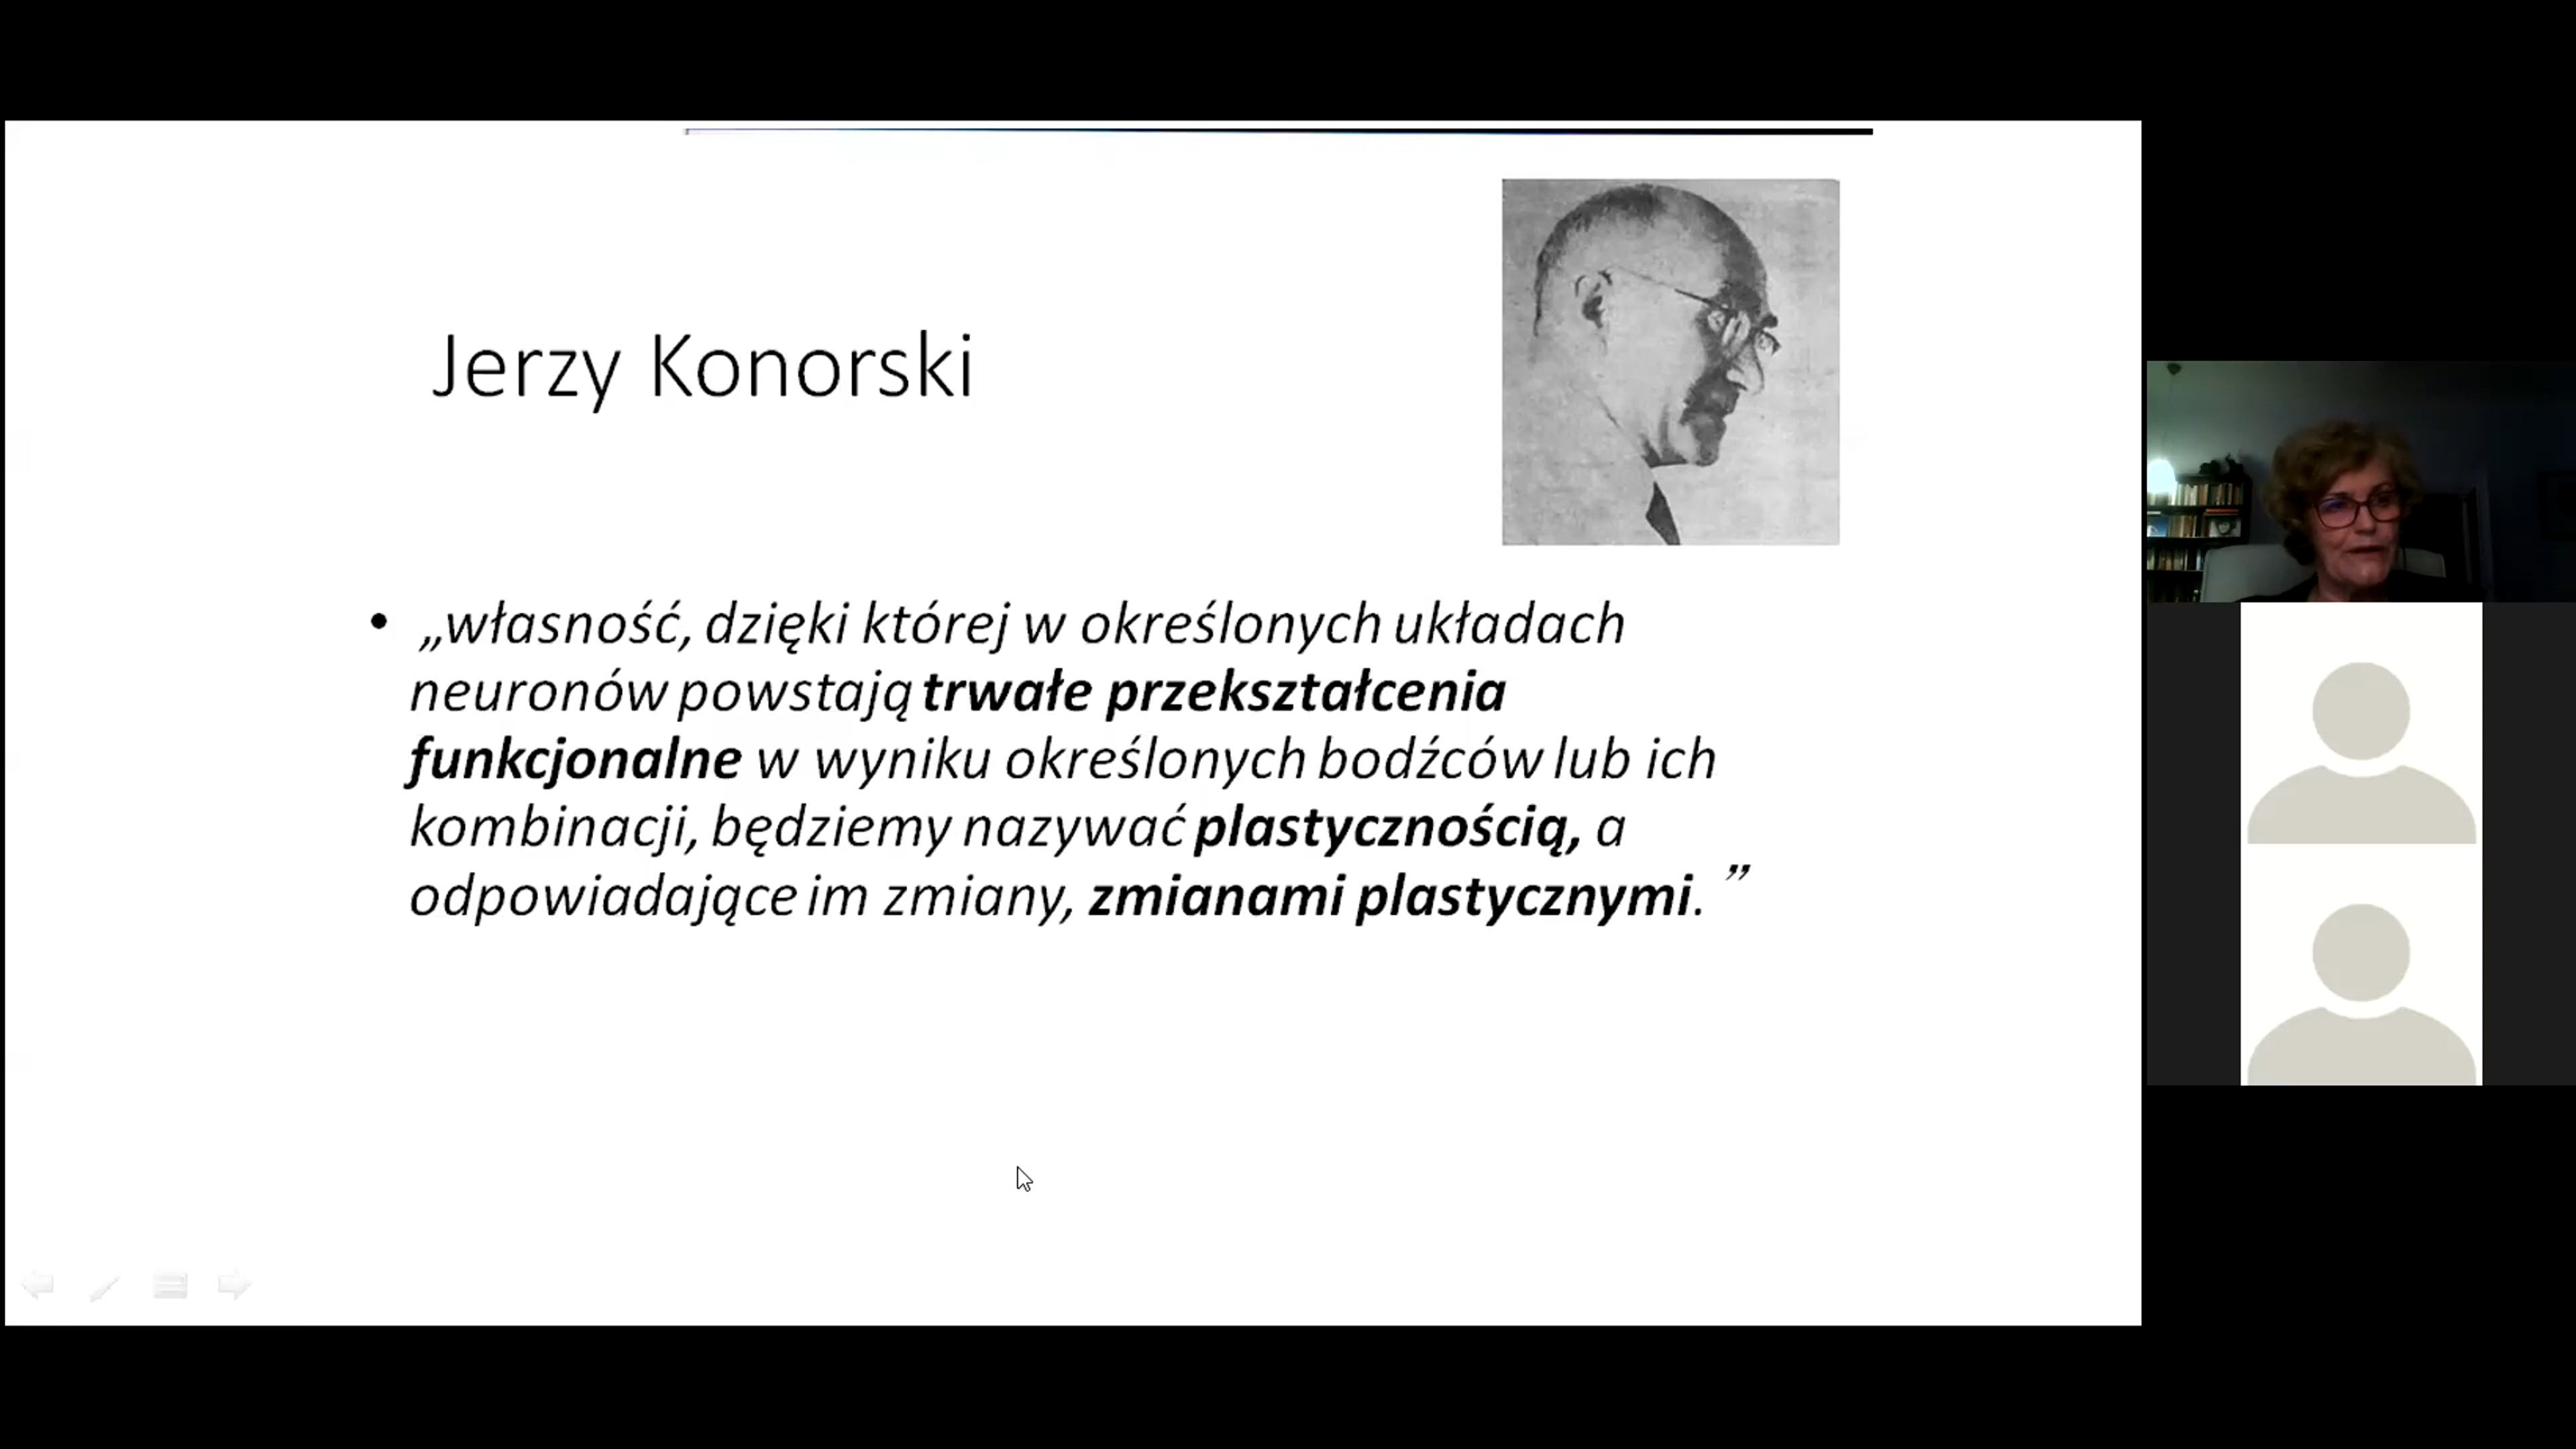 Jerzy Konorski
• „własność, dzięki której w określonych układach
neuronów powstają trwałe przekształcenia
funkcjonalne w wyniku określonych bodźców lub ich
kombinacji, będziemy nazywać plastycznością, a
odpowiadające im zmiany, zmianami plastycznymi. ”